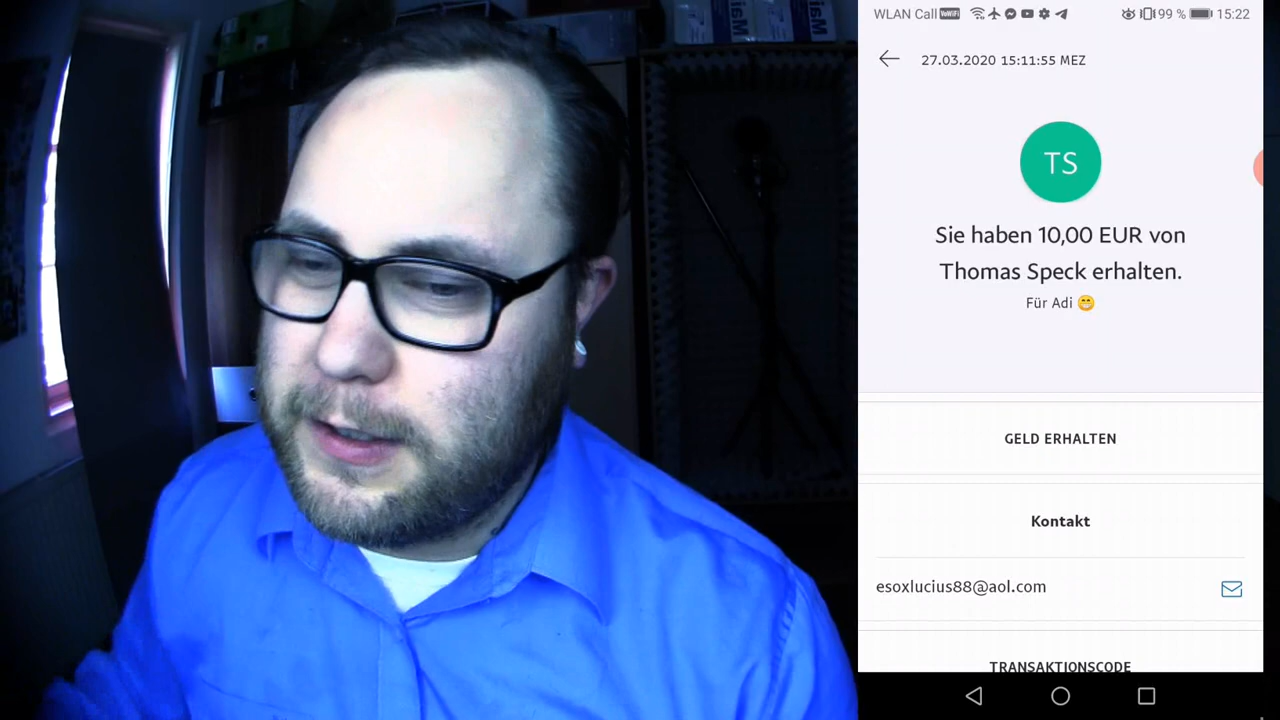 WLAN Call VoWiFi 99 % 15:22
27.03.2020 15:11:55 MEZ
TS
Sie haben 10,00 EUR von
Thomas Speck erhalten.
Für Adi 😁
GELD ERHALTEN
Kontakt
esoxlucius88@aol.com
TRANSAKTIONSCODE